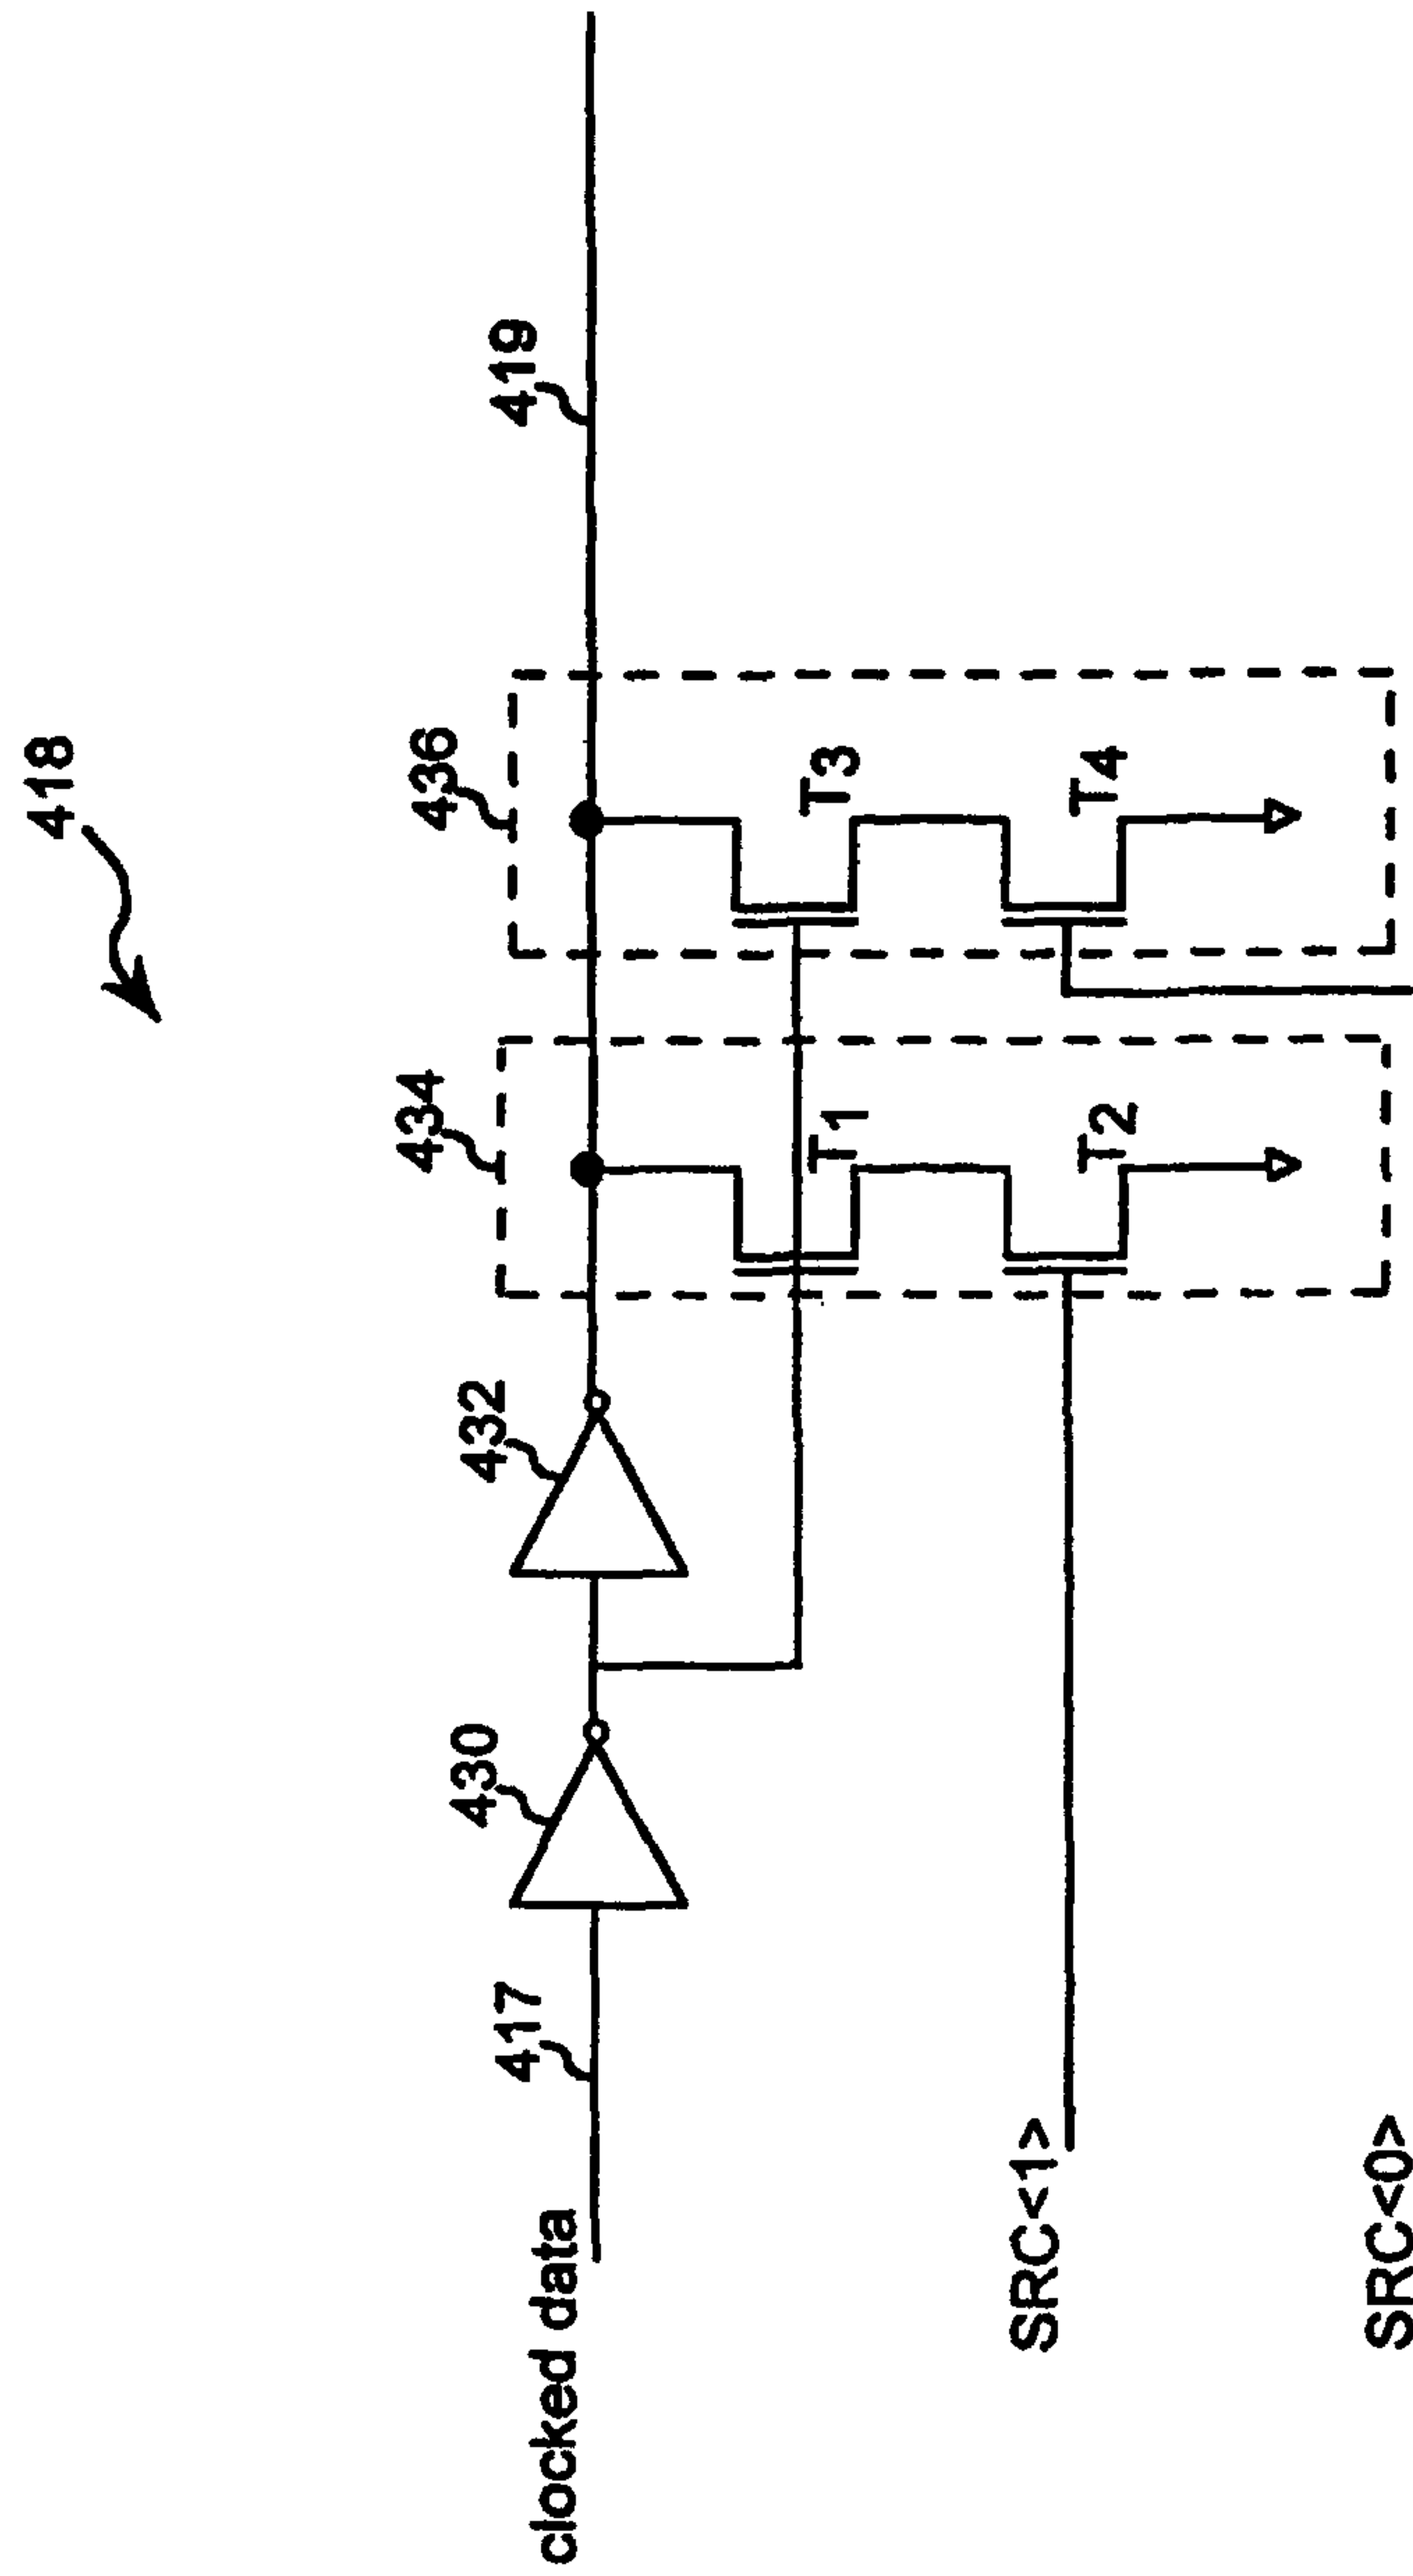 418
417
430
432
434
436
419
clocked data
T1
T3
SRC<1>
T2
T4
SRC<0>